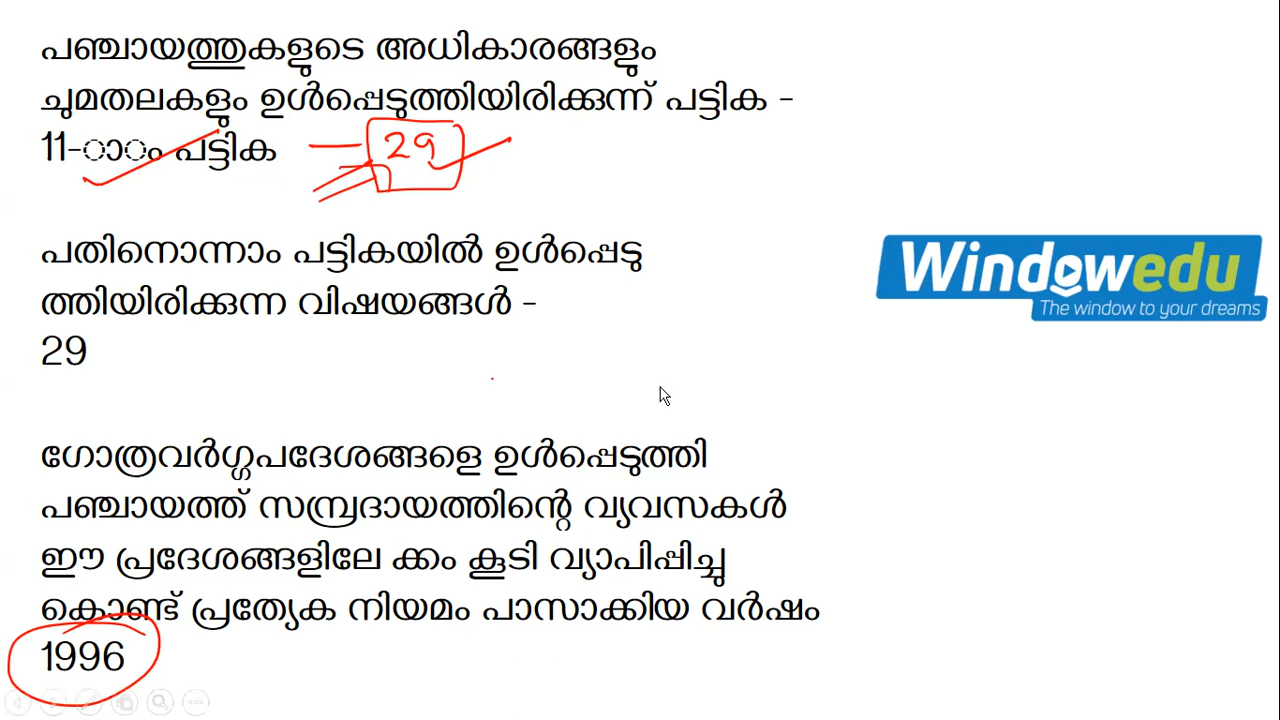 പഞ്ചായത്തുകളുടെ അധികാരങ്ങളും
ചുമതലകളും ഉൾപ്പെടുത്തിയിരിക്കുന്ന് പട്ടിക -
11-ാാം പട്ടിക - 29
പതിനൊന്നാം പട്ടികയിൽ ഉൾപ്പെടു
ത്തിയിരിക്കുന്ന വിഷയങ്ങൾ -
29
Windowedu
The window to your dreams
ഗോത്രവർഗ്ഗപദേശങ്ങളെ ഉൾപ്പെടുത്തി
പഞ്ചായത്ത് സമ്പ്രദായത്തിന്റെ വ്യവസകൾ
ഈ പ്രദേശങ്ങളിലേ ക്കം കൂടി വ്യാപിപ്പിച്ചു
കൊണ്ട് പ്രത്യേക നിയമം പാസാക്കിയ വർഷം
1996